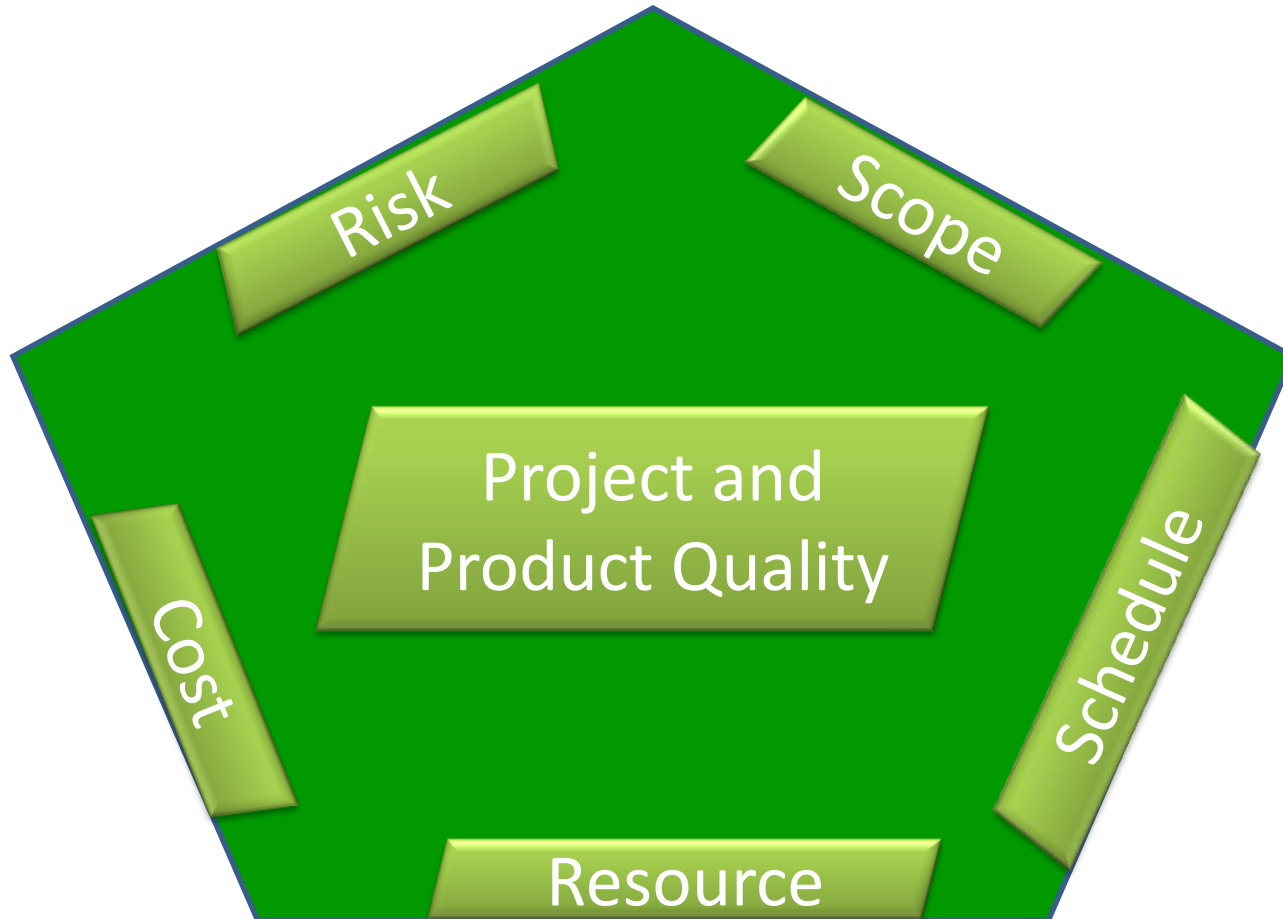 Risk
Scope
Project and
Product Quality
Cost
Schedule
Resource